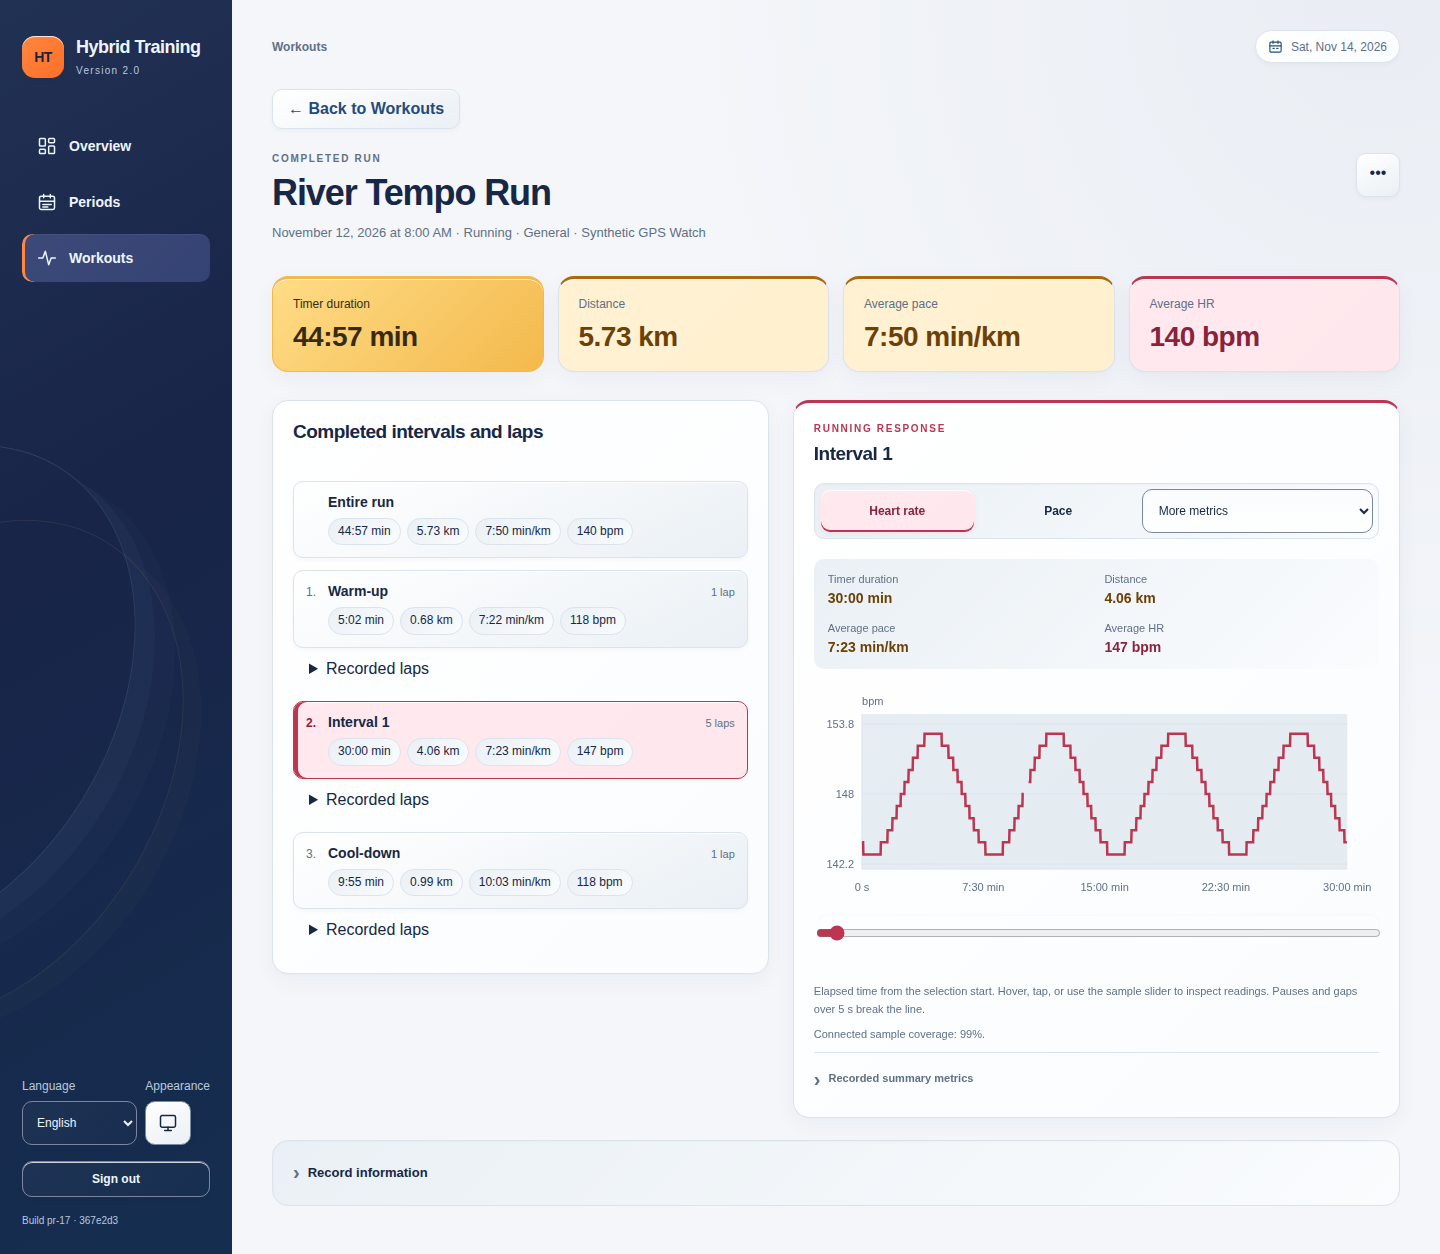 HT
Hybrid Training
Version 2.0
Overview
Periods
Workouts
Language
Appearance
English
Sign out
Build pr-17 · 367e2d3
Workouts
Sat, Nov 14, 2026
← Back to Workouts
COMPLETED RUN
River Tempo Run
•••
November 12, 2026 at 8:00 AM · Running · General · Synthetic GPS Watch
Timer duration
44:57 min
Distance
5.73 km
Average pace
7:50 min/km
Average HR
140 bpm
Completed intervals and laps
Entire run
44:57 min 5.73 km 7:50 min/km 140 bpm
1. Warm-up 1 lap
5:02 min 0.68 km 7:22 min/km 118 bpm
▶ Recorded laps
2. Interval 1 5 laps
30:00 min 4.06 km 7:23 min/km 147 bpm
▶ Recorded laps
3. Cool-down 1 lap
9:55 min 0.99 km 10:03 min/km 118 bpm
▶ Recorded laps
RUNNING RESPONSE
Interval 1
Heart rate Pace More metrics
Timer duration Distance
30:00 min 4.06 km
Average pace Average HR
7:23 min/km 147 bpm
bpm
153.8
148
142.2
0 s 7:30 min 15:00 min 22:30 min 30:00 min
Elapsed time from the selection start. Hover, tap, or use the sample slider to inspect readings. Pauses and gaps
over 5 s break the line.
Connected sample coverage: 99%.
› Recorded summary metrics
› Record information